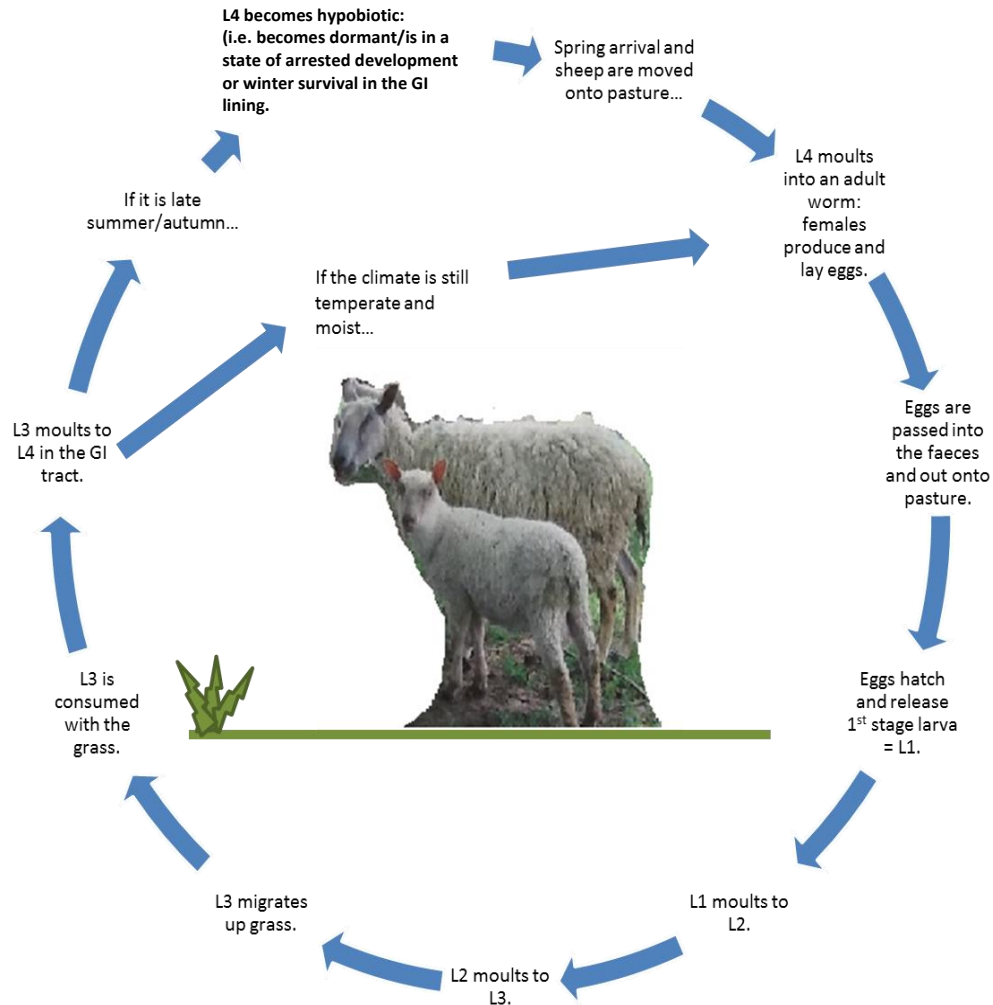 L4 becomes hypobiotic:
(i.e. becomes dormant/is in a
state of arrested development
or winter survival in the GI
lining.
Spring arrival and
sheep are moved
onto pasture…
L4 moults
into an adult
worm:
females
produce and
lay eggs.
Eggs are
passed into
the faeces
and out onto
pasture.
Eggs hatch
and release
1st stage larva
= L1.
L1 moults to
L2.
L2 moults to
L3.
L3 migrates
up grass.
L3 is
consumed
with the
grass.
L3 moults to
L4 in the GI
tract.
If it is late
summer/autumn…
If the climate is still
temperate and
moist…